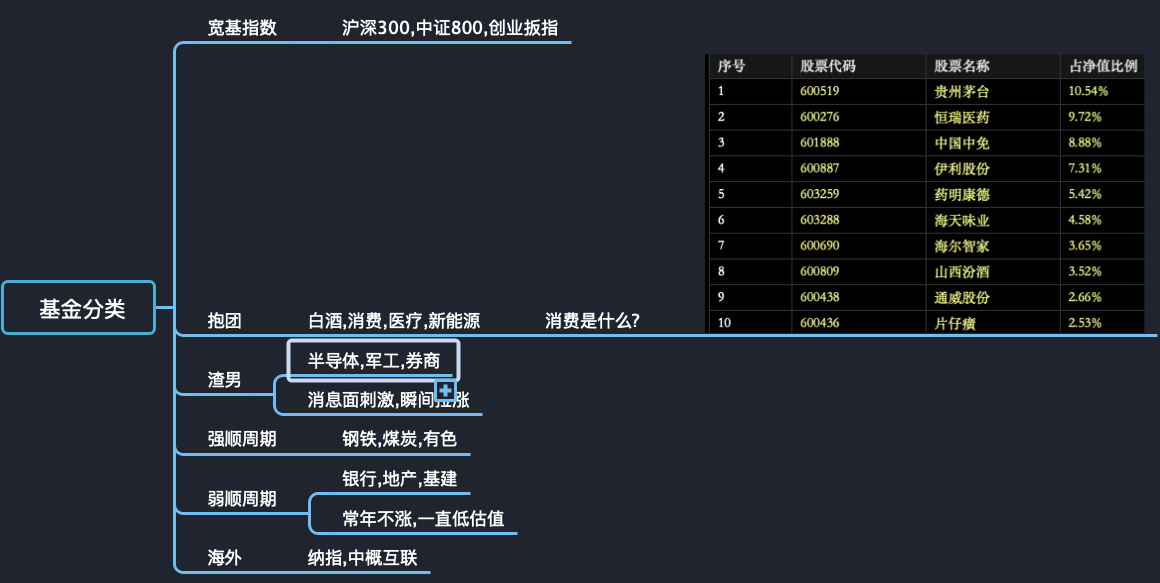 宽基指数 沪深300,中证800,创业扳指
序号 股票代码 股票名称 占净值比例
1 600519 贵州茅台 10.54%
2 600276 恒瑞医药 9.72%
3 601888 中国中免 8.88%
4 600887 伊利股份 7.31%
5 603259 药明康德 5.42%
6 603288 海天味业 4.58%
7 600690 海尔智家 3.65%
8 600809 山西汾酒 3.52%
9 600438 通威股份 2.66%
10 600436 片仔癀 2.53%
基金分类
抱团 白酒,消费,医疗,新能源 消费是什么?
渣男
半导体,军工,券商
消息面刺激,瞬间拉涨
强顺周期 钢铁,煤炭,有色
弱顺周期
银行,地产,基建
常年不涨,一直低估值
海外 纳指,中概互联